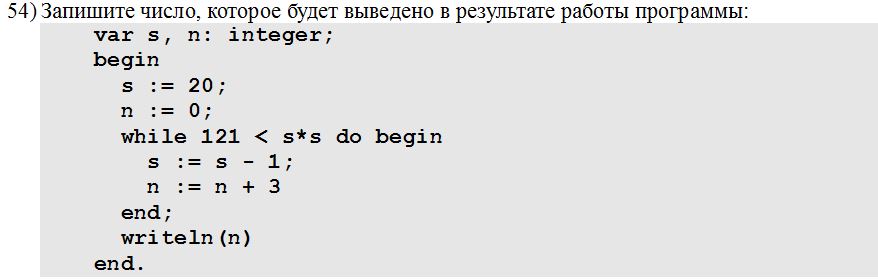 54) Запишите число, которое будет выведено в результате работы программы:
var s, n: integer;
begin
s := 20;
n := 0;
while 121 < s*s do begin
s := s - 1;
n := n + 3
end;
writeln(n)
end.